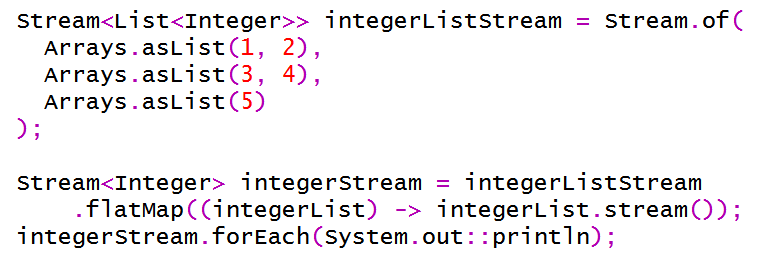 Stream<List<Integer>> integerListStream = Stream.of(
  Arrays.asList(1, 2),
  Arrays.asList(3, 4),
  Arrays.asList(5)
);

Stream<Integer> integerStream = integerListStream
    .flatMap((integerList) -> integerList.stream());
integerStream.forEach(System.out::println);